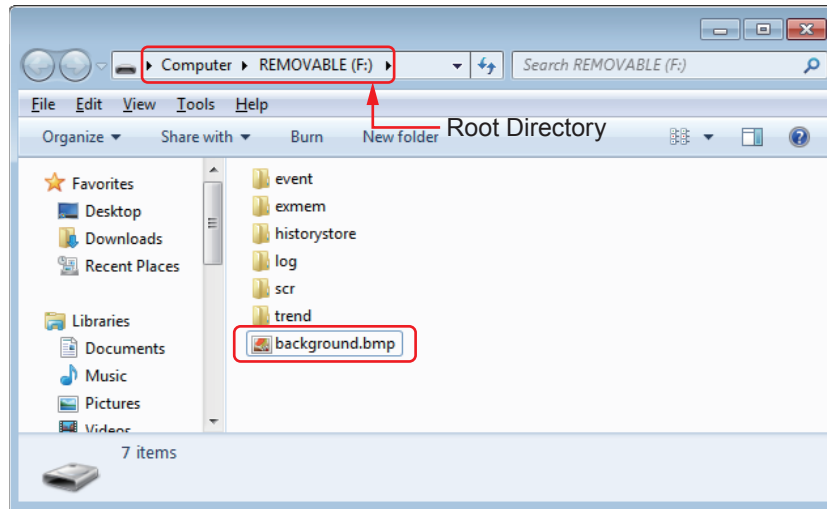 Computer REMOVABLE (F:) Search REMOVABLE (F:)
File Edit View Tools Help
Root Directory
Organize Share with Burn New folder
Favorites
Desktop
Downloads
Recent Places
Libraries
Documents
Music
Pictures
Videos
event
exmem
historystore
log
scr
trend
background.bmp
7 items